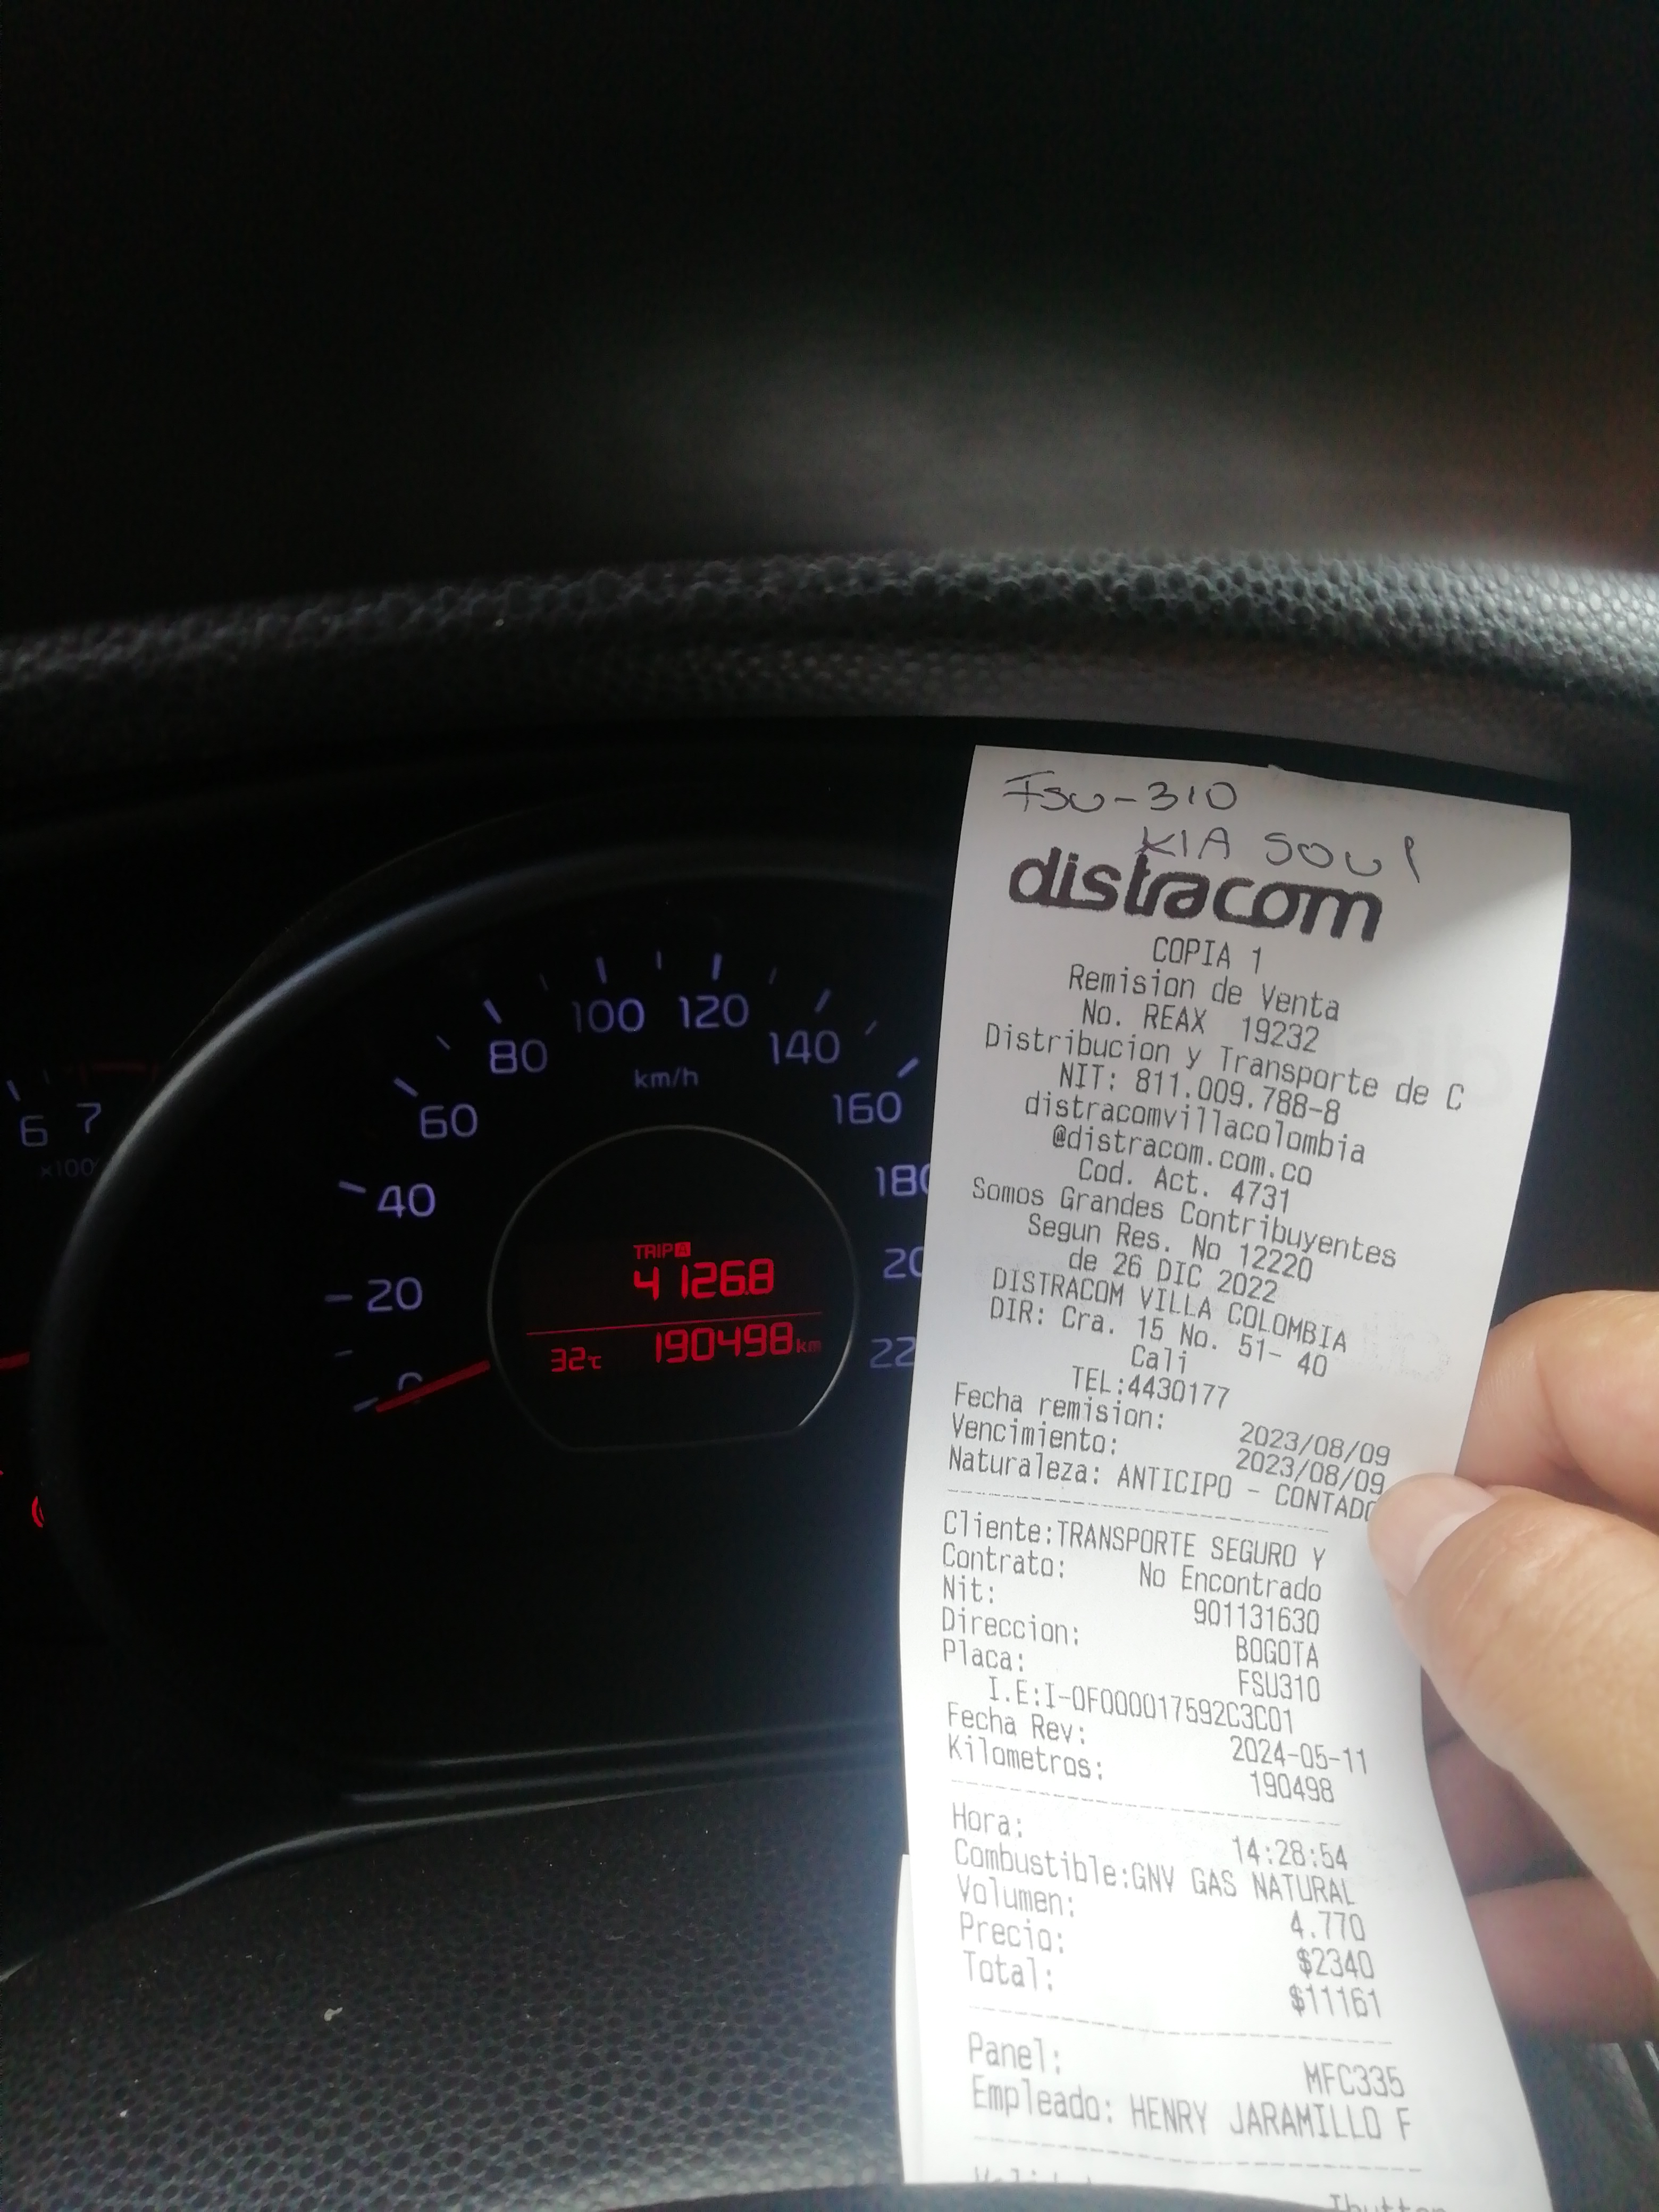 FSU-310
KIA SOUL
distracom
COPIA 1
Remision de Venta
No. REAX 19232
Distribucion y Transporte de C
NIT: 811.009.788-8
distracomvillacolombia
@distracom.com.co
Cod. Act. 4731
Somos Grandes Contribuyentes
Segun Res. No 12220
de 26 DIC 2022
DISTRACOM VILLA COLOMBIA
DIR: Cra. 15 No. 51- 40
Cali
TEL:4430177
Fecha remision: 2023/08/09
Vencimiento: 2023/08/09
Naturaleza: ANTICIPO - CONTADO
Cliente:TRANSPORTE SEGURO Y
Contrato: No Encontrado
Nit: 901131630
Direccion: BOGOTA
Placa: FSU310
I.E:I-0F000017592C3C01
Fecha Rev: 2024-05-11
Kilometros: 190498
Hora: 14:28:54
Combustible:GNV GAS NATURAL
Volumen: 4.770
Precio: $2340
Total: $11161
Panel: MFC335
Empleado: HENRY JARAMILLO F
6 7
x100
0
20
40
60
80
100
120
140
160
180
20
22
km/h
TRIP A
4126.8
32°C 190498 km